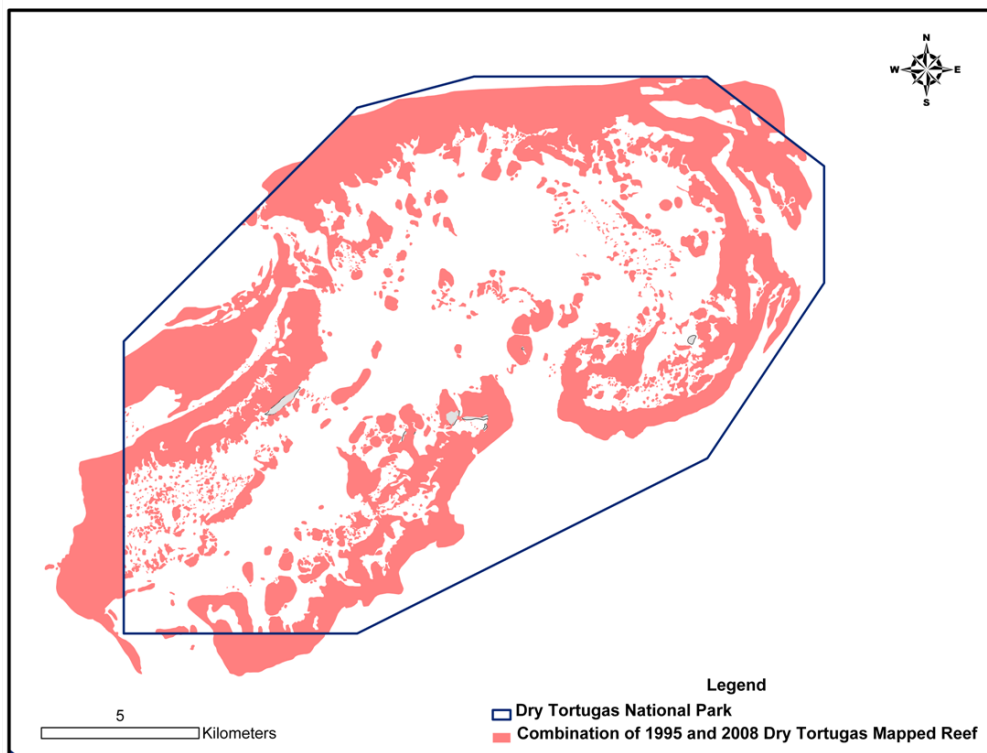 N
W E
S
Legend
5
Kilometers
Dry Tortugas National Park
Combination of 1995 and 2008 Dry Tortugas Mapped Reef